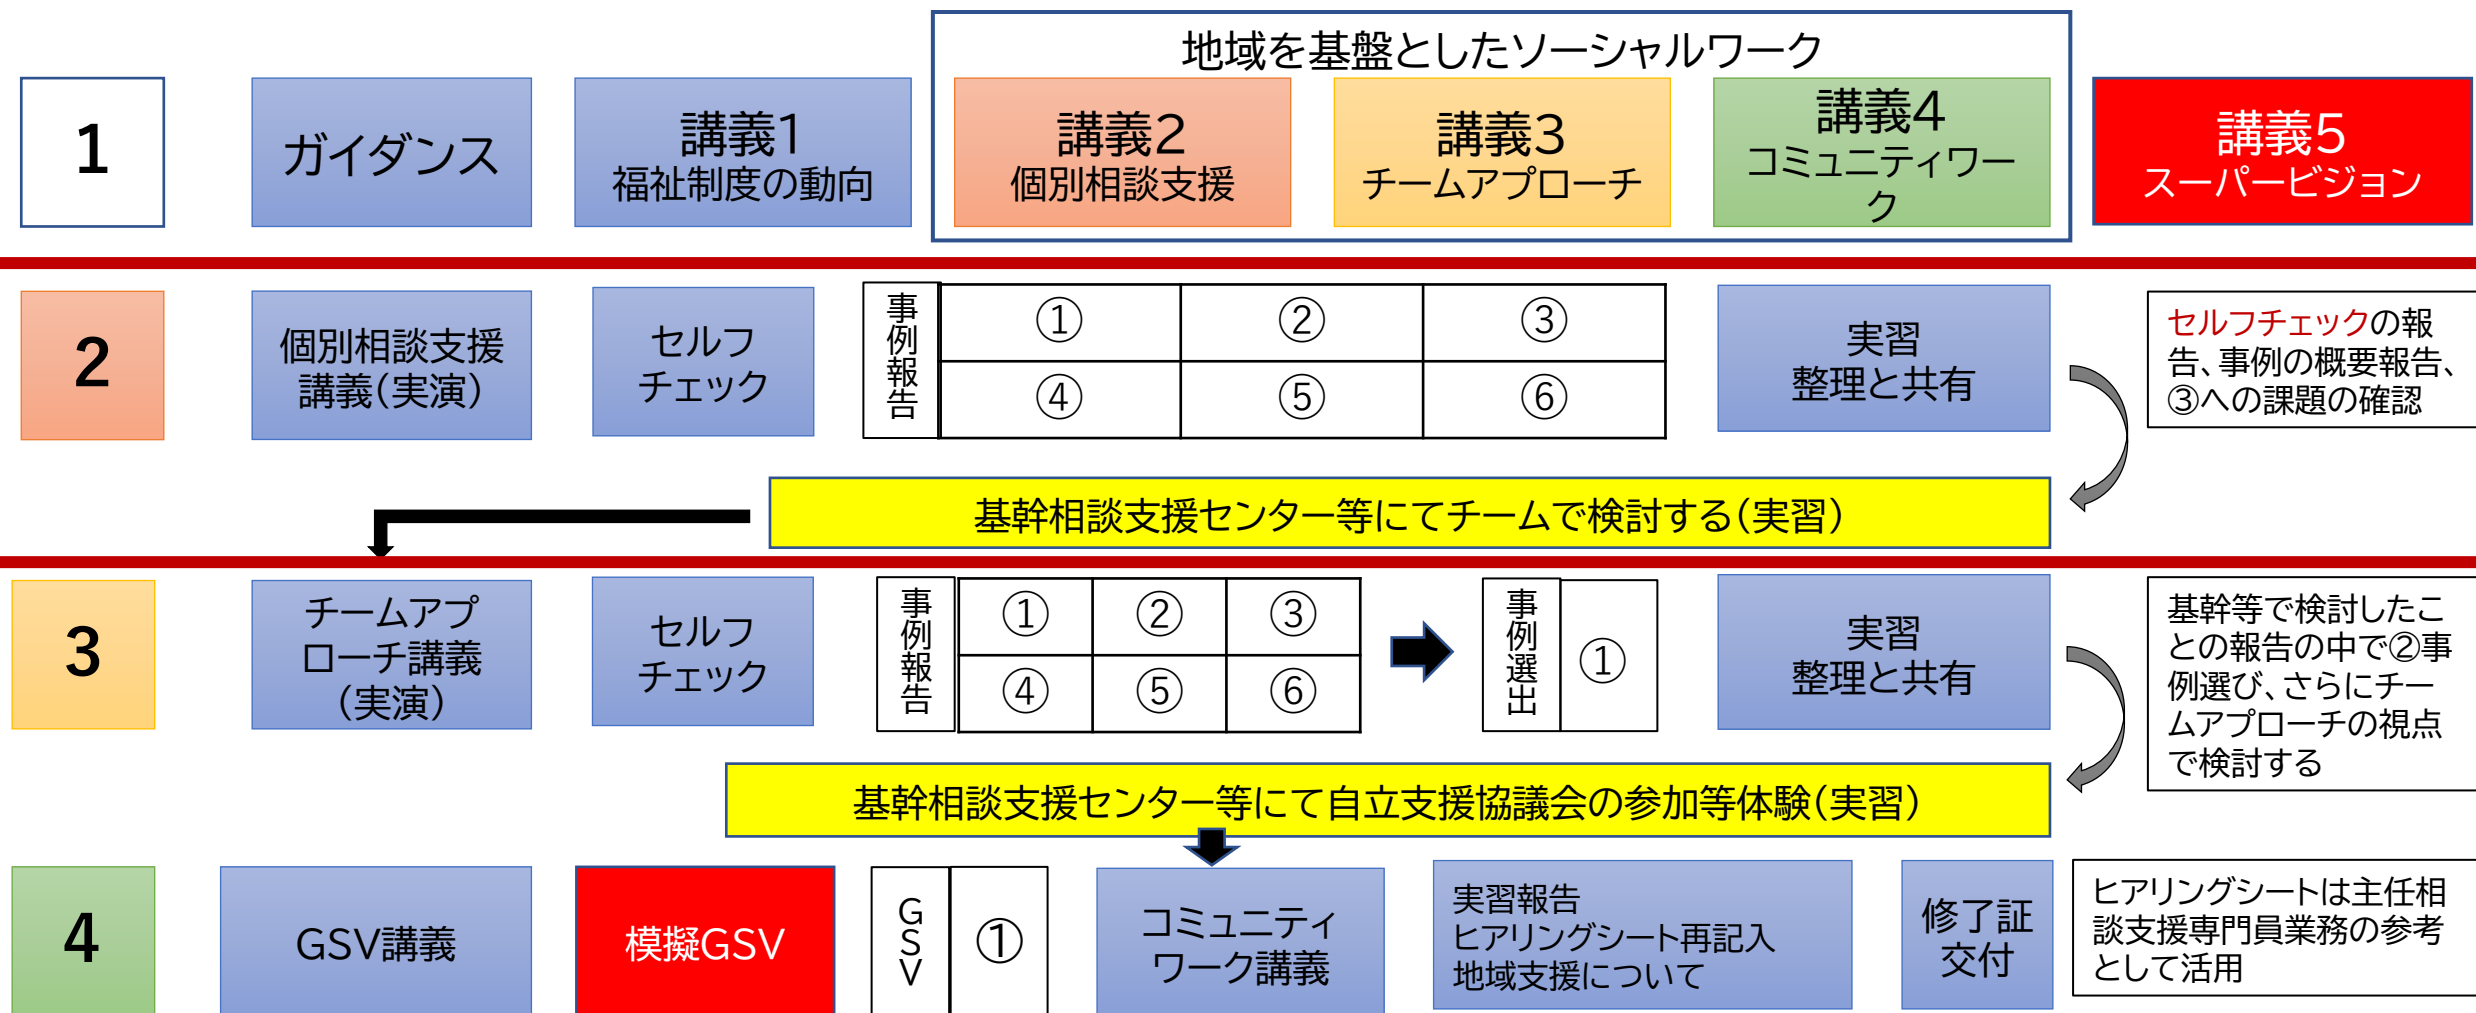 地域を基盤としたソーシャルワーク
1
ガイダンス
講義1
福祉制度の動向
講義2
個別相談支援
講義3
チームアプローチ
講義4
コミュニティワー
ク
講義5
スーパービジョン
2
個別相談支援
講義(実演)
セルフ
チェック
事例報告
①
②
③
④
⑤
⑥
実習
整理と共有
セルフチェックの報
告、事例の概要報告、
③への課題の確認
基幹相談支援センター等にてチームで検討する(実習)
3
チームアプ
ローチ講義
(実演)
セルフ
チェック
事例報告
①
②
③
④
⑤
⑥
事例選出
①
実習
整理と共有
基幹等で検討したこ
との報告の中で②事
例選び、さらにチー
ムアプローチの視点
で検討する
基幹相談支援センター等にて自立支援協議会の参加等体験(実習)
4
GSV講義
模擬GSV
GSV
①
コミュニティ
ワーク講義
実習報告
ヒアリングシート再記入
地域支援について
修了証
交付
ヒアリングシートは主任相
談支援専門員業務の参考
として活用